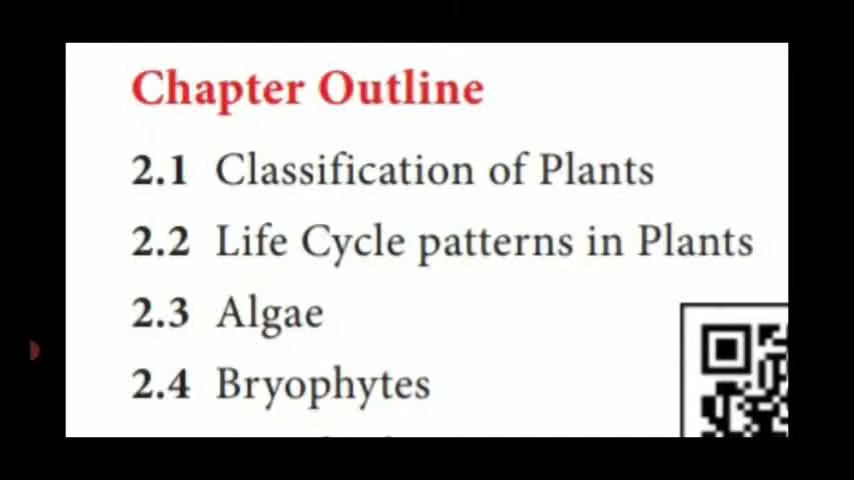 Chapter Outline
2.1 Classification of Plants
2.2 Life Cycle patterns in Plants
2.3 Algae
2.4 Bryophytes